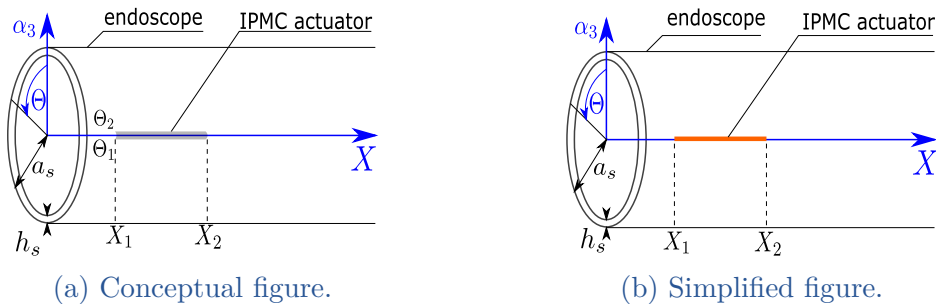 endoscope
IPMC actuator
α₃
Θ
Θ₂
Θ₁
X
aₛ
hₛ
X₁
X₂
(a) Conceptual figure.
endoscope
IPMC actuator
α₃
Θ
X
aₛ
hₛ
X₁
X₂
(b) Simplified figure.